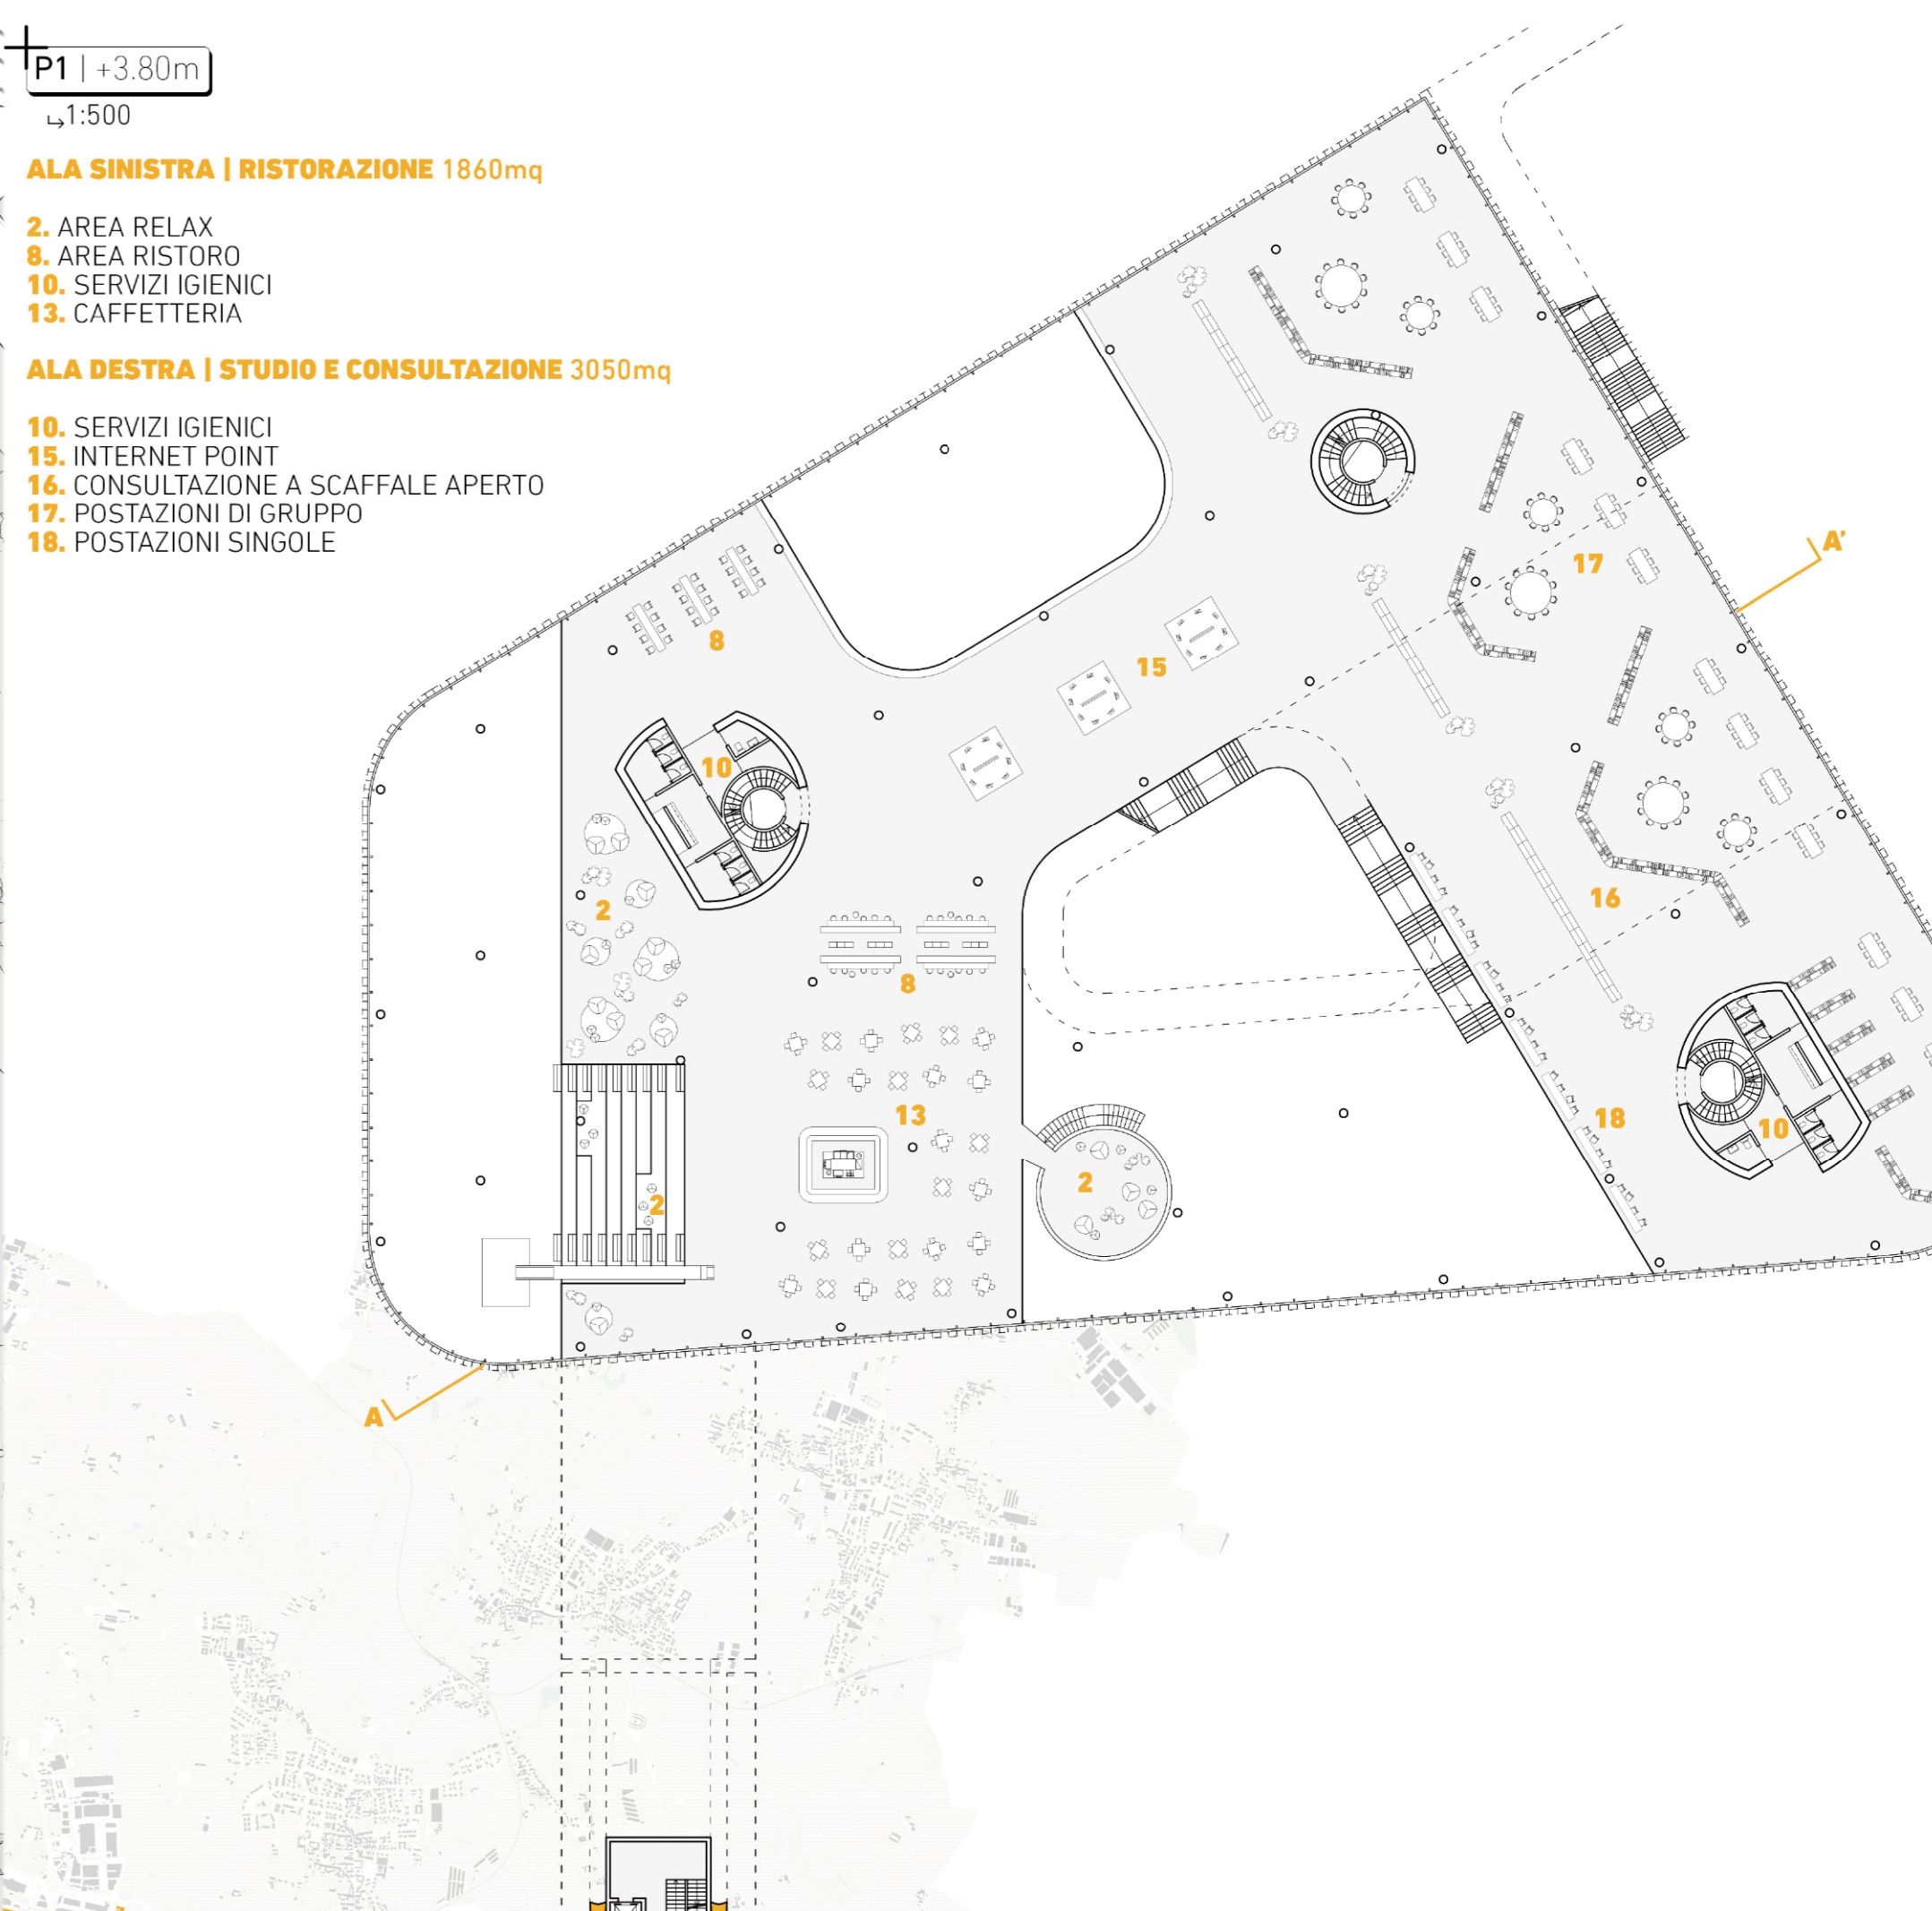 P1 | +3.80m
↳1:500
ALA SINISTRA | RISTORAZIONE 1860mq
2. AREA RELAX
8. AREA RISTORO
10. SERVIZI IGIENICI
13. CAFFETTERIA
ALA DESTRA | STUDIO E CONSULTAZIONE 3050mq
10. SERVIZI IGIENICI
15. INTERNET POINT
16. CONSULTAZIONE A SCAFFALE APERTO
17. POSTAZIONI DI GRUPPO
18. POSTAZIONI SINGOLE
A'
17
8
15
10
16
2
8
13
18
10
2
2
A